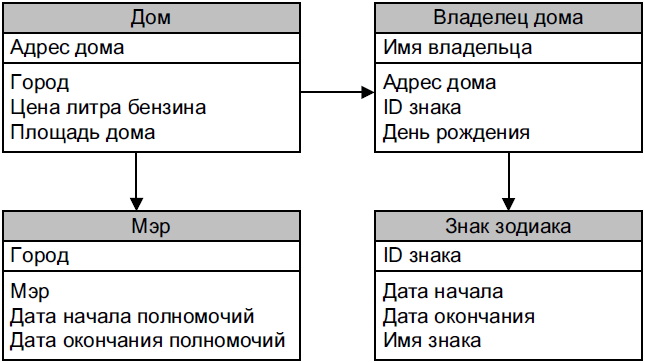 Дом
Адрес дома
Город
Цена литра бензина
Площадь дома
Владелец дома
Имя владельца
Адрес дома
ID знака
День рождения
Мэр
Город
Мэр
Дата начала полномочий
Дата окончания полномочий
Знак зодиака
ID знака
Дата начала
Дата окончания
Имя знака